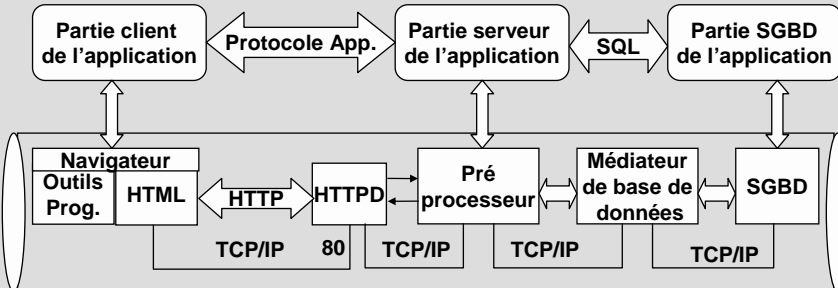 Partie client
de l'application
Protocole App.
Partie serveur
de l'application
SQL
Partie SGBD
de l'application
Navigateur
Outils
Prog.
HTML
HTTP
HTTPD
Pré
processeur
Médiateur
de base de
données
SGBD
TCP/IP
80
TCP/IP
TCP/IP
TCP/IP